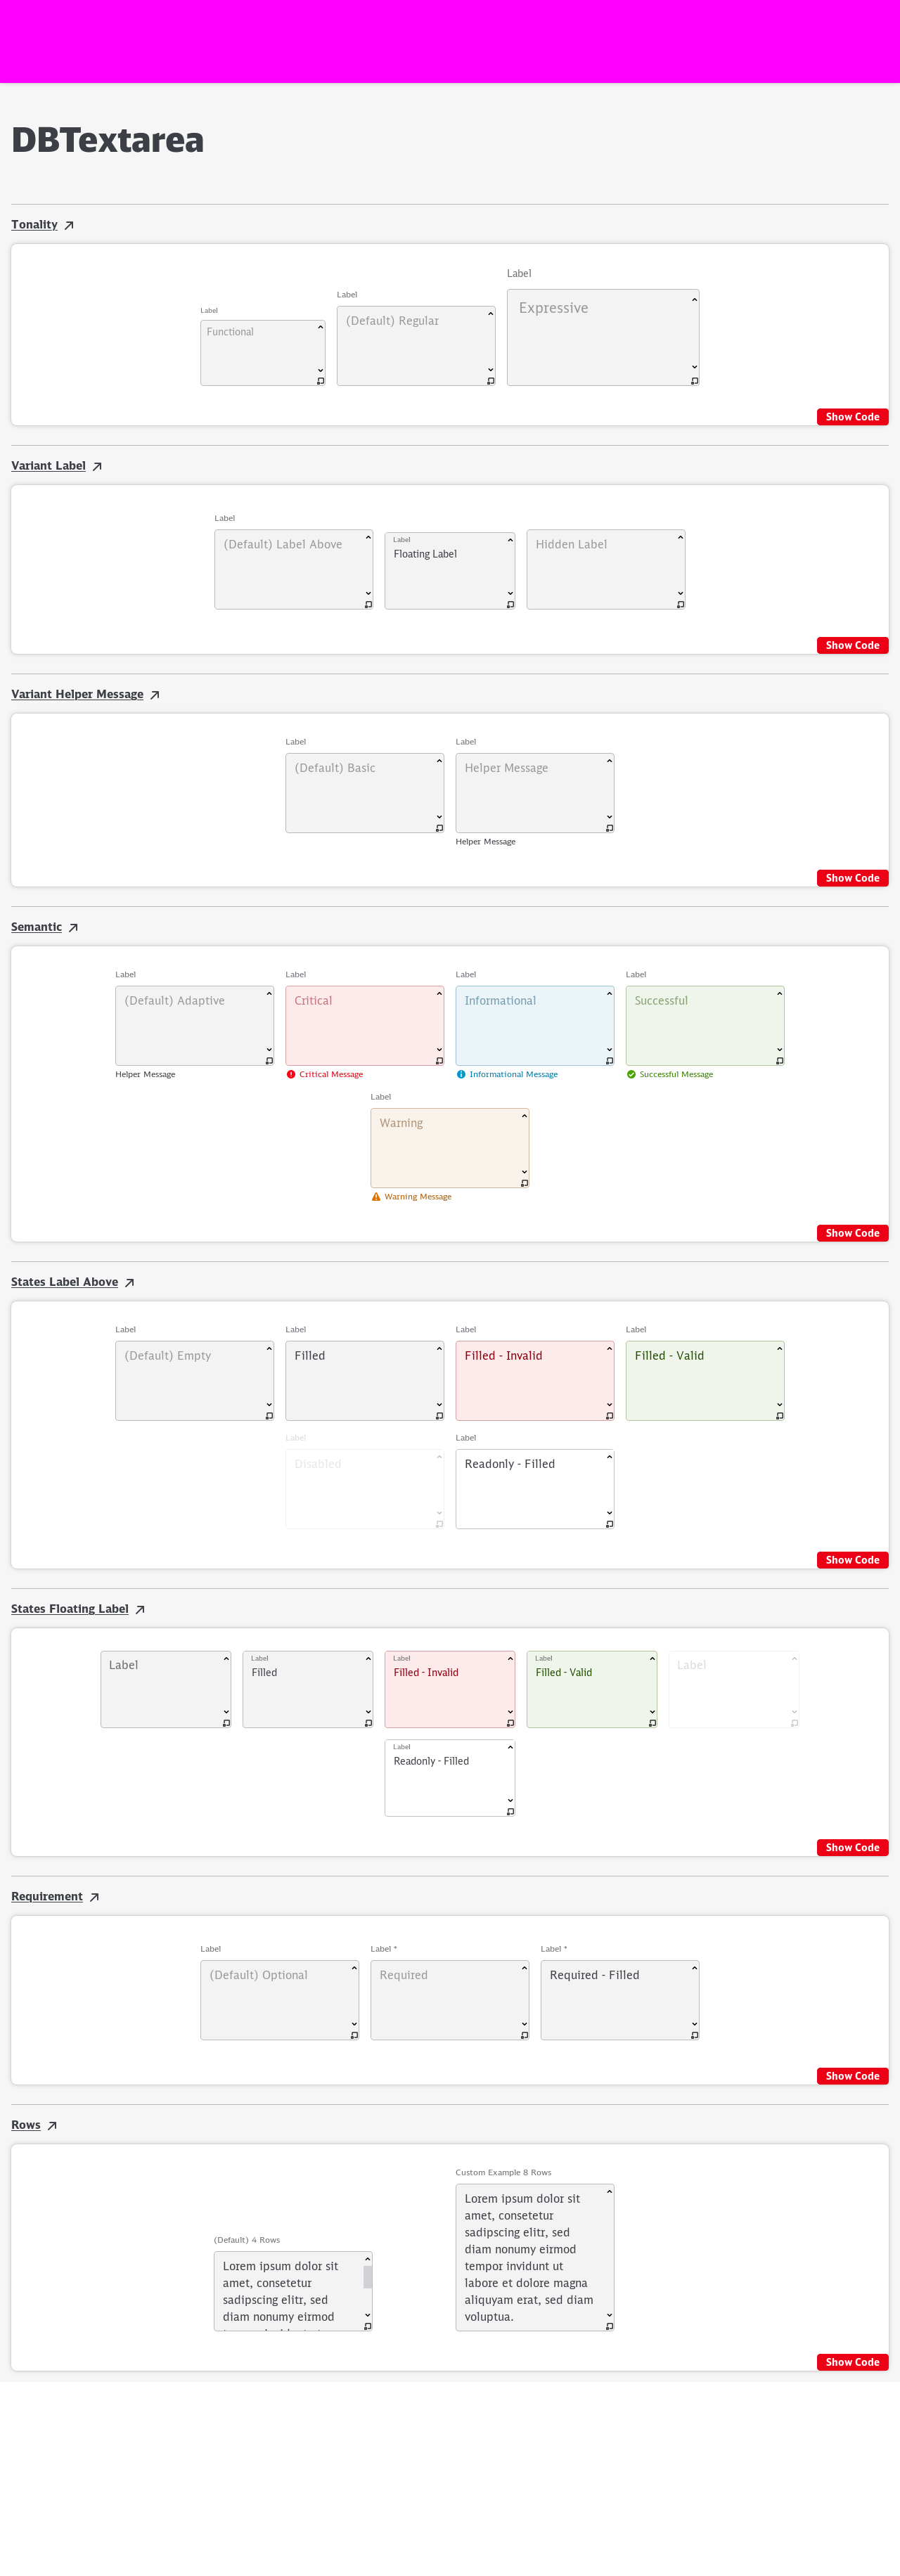 DBTextarea
Tonality
Label
Label
Label
Functional
(Default) Regular
Expressive
Show Code
Variant Label
Label
(Default) Label Above
Label
Floating Label
Hidden Label
Show Code
Variant Helper Message
Label
Label
(Default) Basic
Helper Message
Helper Message
Show Code
Semantic
Label
Label
Label
Label
(Default) Adaptive
Critical
Informational
Successful
Helper Message
Critical Message
Informational Message
Successful Message
Label
Warning
Warning Message
Show Code
States Label Above
Label
Label
Label
Label
(Default) Empty
Filled
Filled - Invalid
Filled - Valid
Label
Label
Disabled
Readonly - Filled
Show Code
States Floating Label
Label
Label
Filled
Label
Filled - Invalid
Label
Filled - Valid
Label
Label
Readonly - Filled
Show Code
Requirement
Label
Label *
Label *
(Default) Optional
Required
Required - Filled
Show Code
Rows
(Default) 4 Rows
Lorem ipsum dolor sit
amet, consetetur
sadipscing elitr, sed
diam nonumy eirmod
Custom Example 8 Rows
Lorem ipsum dolor sit
amet, consetetur
sadipscing elitr, sed
diam nonumy eirmod
tempor invidunt ut
labore et dolore magna
aliquyam erat, sed diam
voluptua.
Show Code